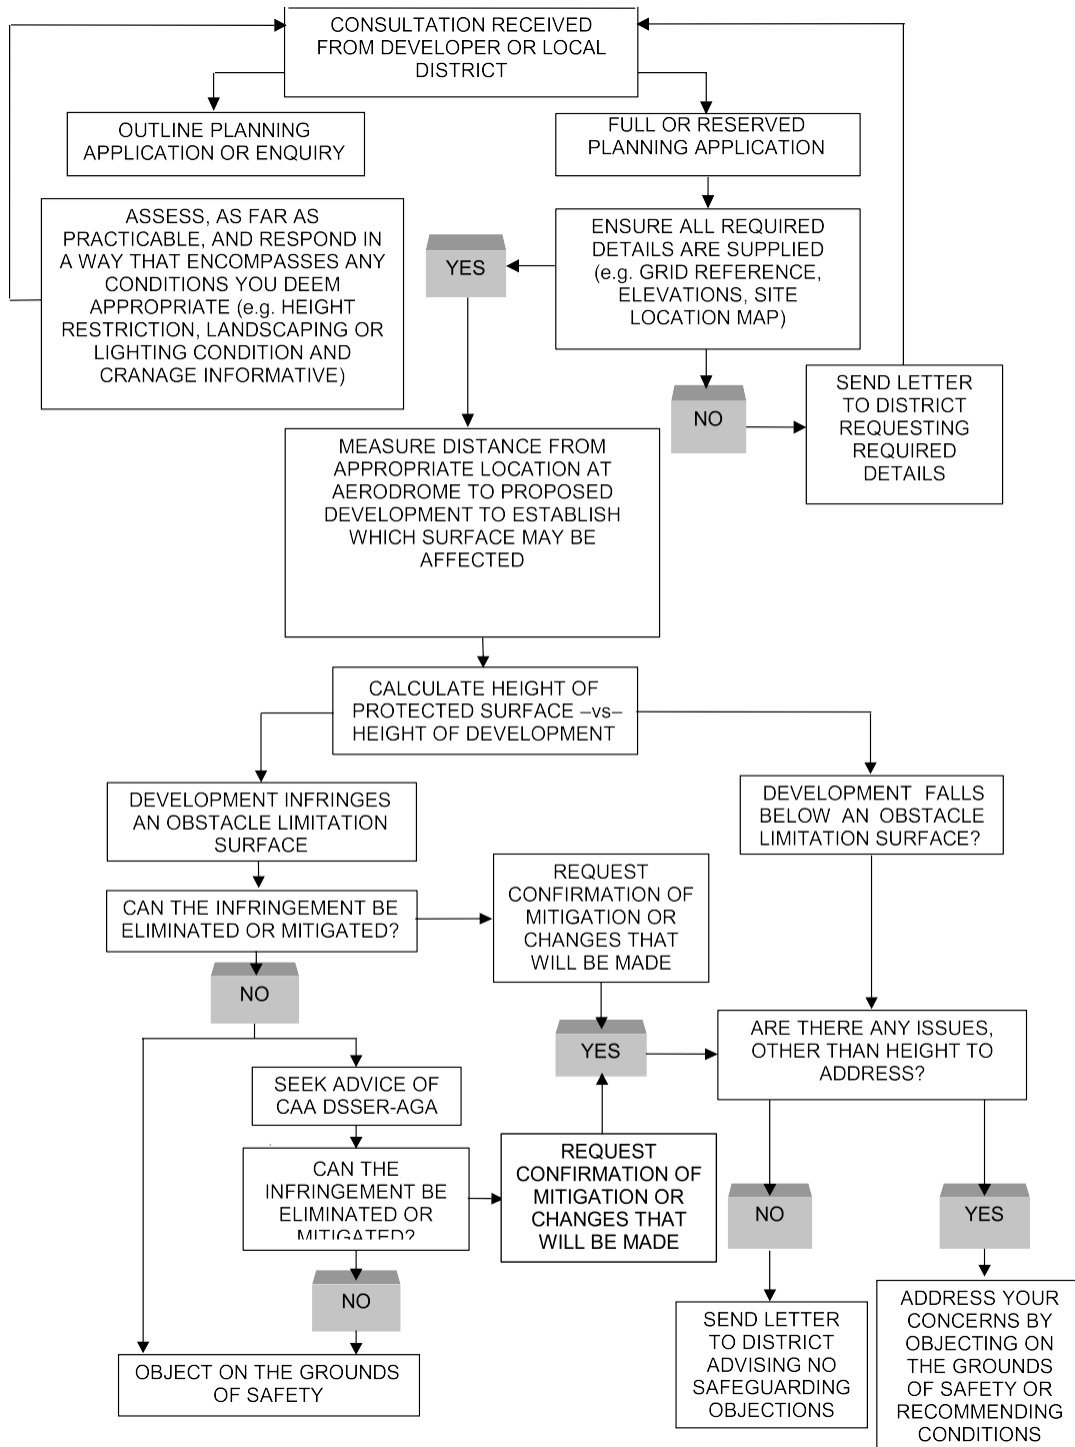 CONSULTATION RECEIVED
FROM DEVELOPER OR LOCAL
DISTRICT
OUTLINE PLANNING
APPLICATION OR ENQUIRY
FULL OR RESERVED
PLANNING APPLICATION
ASSESS, AS FAR AS
PRACTICABLE, AND RESPOND IN
A WAY THAT ENCOMPASSES ANY
CONDITIONS YOU DEEM
APPROPRIATE (e.g. HEIGHT
RESTRICTION, LANDSCAPING OR
LIGHTING CONDITION AND
CRANAGE INFORMATIVE)
YES
ENSURE ALL REQUIRED
DETAILS ARE SUPPLIED
(e.g. GRID REFERENCE,
ELEVATIONS, SITE
LOCATION MAP)
NO
SEND LETTER
TO DISTRICT
REQUESTING
REQUIRED
DETAILS
MEASURE DISTANCE FROM
APPROPRIATE LOCATION AT
AERODROME TO PROPOSED
DEVELOPMENT TO ESTABLISH
WHICH SURFACE MAY BE
AFFECTED
CALCULATE HEIGHT OF
PROTECTED SURFACE –vs–
HEIGHT OF DEVELOPMENT
DEVELOPMENT INFRINGES
AN OBSTACLE LIMITATION
SURFACE
DEVELOPMENT FALLS
BELOW AN OBSTACLE
LIMITATION SURFACE?
CAN THE INFRINGEMENT BE
ELIMINATED OR MITIGATED?
REQUEST
CONFIRMATION OF
MITIGATION OR
CHANGES THAT
WILL BE MADE
NO
YES
ARE THERE ANY ISSUES,
OTHER THAN HEIGHT TO
ADDRESS?
SEEK ADVICE OF
CAA DSSER-AGA
CAN THE
INFRINGEMENT BE
ELIMINATED OR
MITIGATED?
REQUEST
CONFIRMATION OF
MITIGATION OR
CHANGES THAT
WILL BE MADE
NO
YES
NO
OBJECT ON THE GROUNDS
OF SAFETY
SEND LETTER
TO DISTRICT
ADVISING NO
SAFEGUARDING
OBJECTIONS
ADDRESS YOUR
CONCERNS BY
OBJECTING ON
THE GROUNDS
OF SAFETY OR
RECOMMENDING
CONDITIONS